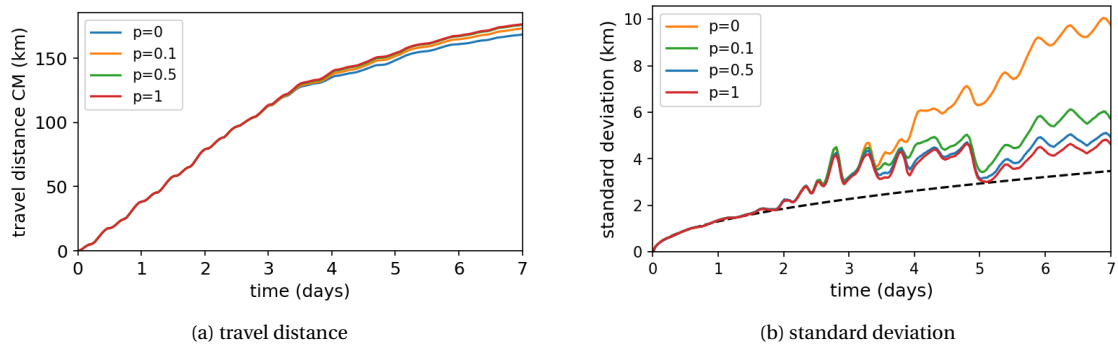 travel distance CM (km)
150
100
50
0
p=0
p=0.1
p=0.5
p=1
0 1 2 3 4 5 6 7
time (days)
(a) travel distance
standard deviation (km)
10
8
6
4
2
0
p=0
p=0.1
p=0.5
p=1
0 1 2 3 4 5 6 7
time (days)
(b) standard deviation